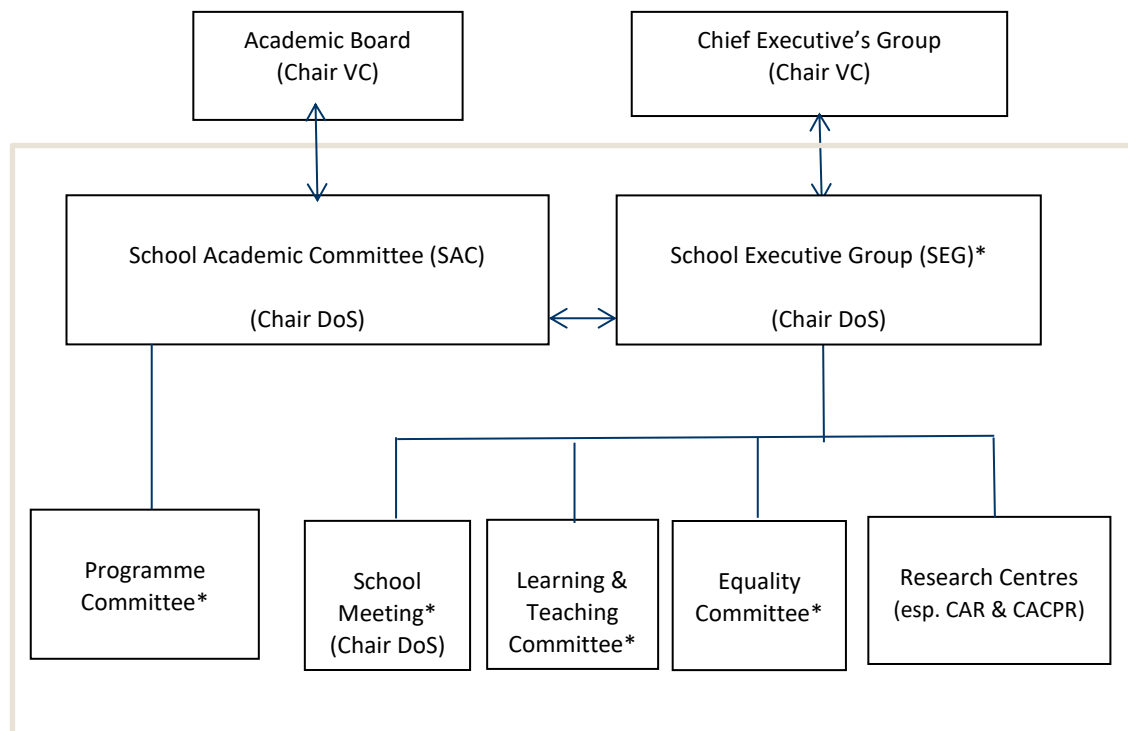 Academic Board
(Chair VC)
Chief Executive’s Group
(Chair VC)
School Academic Committee (SAC)
(Chair DoS)
School Executive Group (SEG)*
(Chair DoS)
Programme
Committee*
School
Meeting*
(Chair DoS)
Learning &
Teaching
Committee*
Equality
Committee*
Research Centres
(esp. CAR & CACPR)